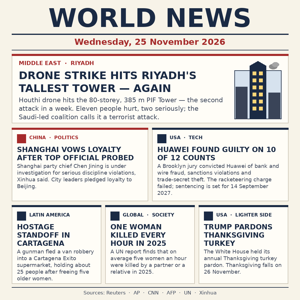 WORLD NEWS
Wednesday, 25 November 2026
MIDDLE EAST · RIYADH
DRONE STRIKE HITS RIYADH'S
TALLEST TOWER — AGAIN
Houthi drone hits the 80-storey, 385 m PIF Tower — the second
attack in a week. Eleven people hurt, two seriously; the
Saudi-led coalition calls it a terrorist attack.
CHINA · POLITICS
SHANGHAI VOWS LOYALTY
AFTER TOP OFFICIAL PROBED
Shanghai party chief Chen Jining is under
investigation for serious discipline violations,
Xinhua said. City leaders pledged loyalty to
Beijing.
USA · TECH
HUAWEI FOUND GUILTY ON 10
OF 12 COUNTS
A Brooklyn jury convicted Huawei of bank and
wire fraud, sanctions violations and
trade-secret theft. The racketeering charge
failed; sentencing is set for 14 September
2027.
LATIN AMERICA
HOSTAGE
STANDOFF IN
CARTAGENA
A gunman fled a van robbery
into a Cartagena Exito
supermarket, holding about
25 people after freeing five
older women.
GLOBAL · SOCIETY
ONE WOMAN
KILLED EVERY
HOUR IN 2025
A UN report finds that on
average five women an hour
were killed by a partner or a
relative in 2025.
USA · LIGHTER SIDE
TRUMP PARDONS
THANKSGIVING
TURKEY
The White House held its
annual Thanksgiving turkey
pardon. Thanksgiving falls on
26 November.
Sources: Reuters · AP · CNN · AFP · UN · Xinhua